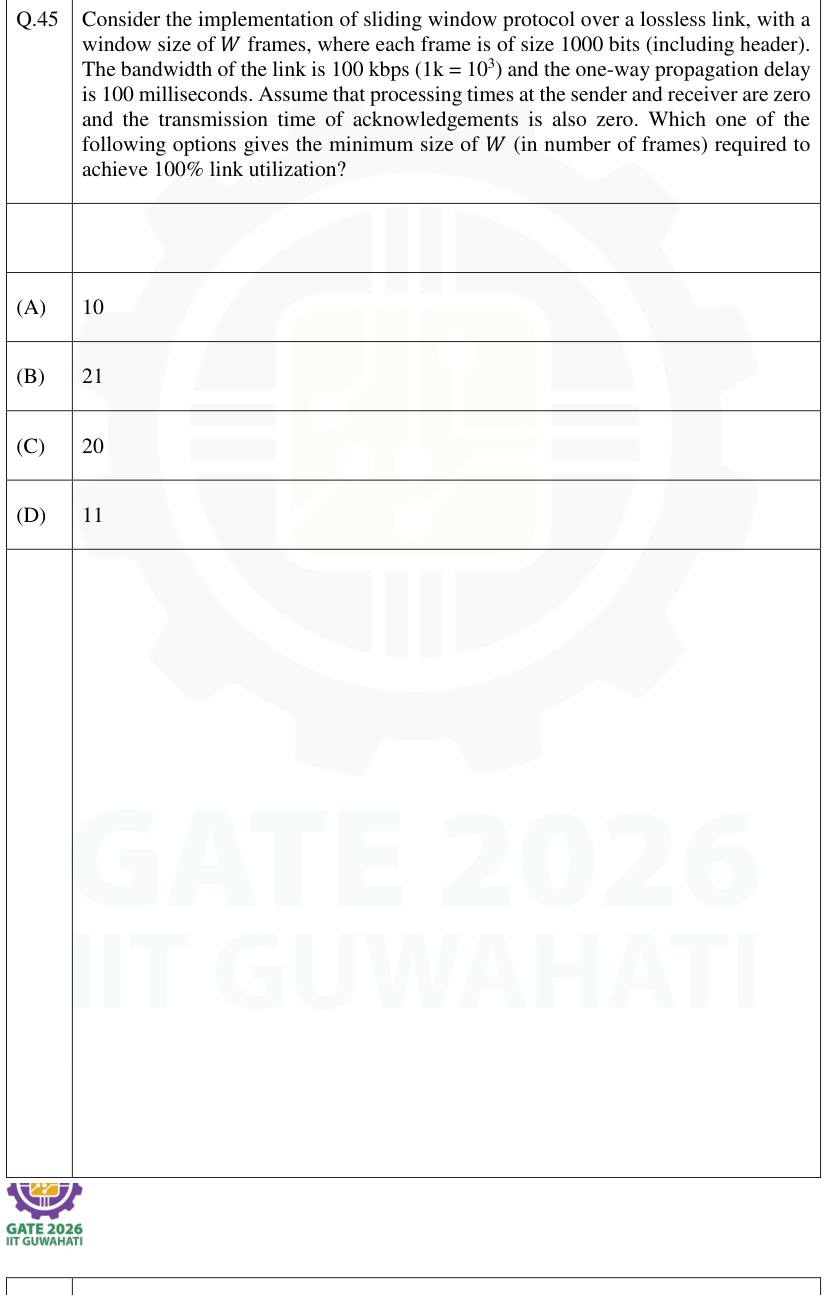 Q.45 Consider the implementation of sliding window protocol over a lossless link, with a
window size of W frames, where each frame is of size 1000 bits (including header).
The bandwidth of the link is 100 kbps (1k = 10³) and the one-way propagation delay
is 100 milliseconds. Assume that processing times at the sender and receiver are zero
and the transmission time of acknowledgements is also zero. Which one of the
following options gives the minimum size of W (in number of frames) required to
achieve 100% link utilization?
(A) 10
(B) 21
(C) 20
(D) 11
GATE 2026
IIT GUWAHATI
GATE 2026
IIT GUWAHATI